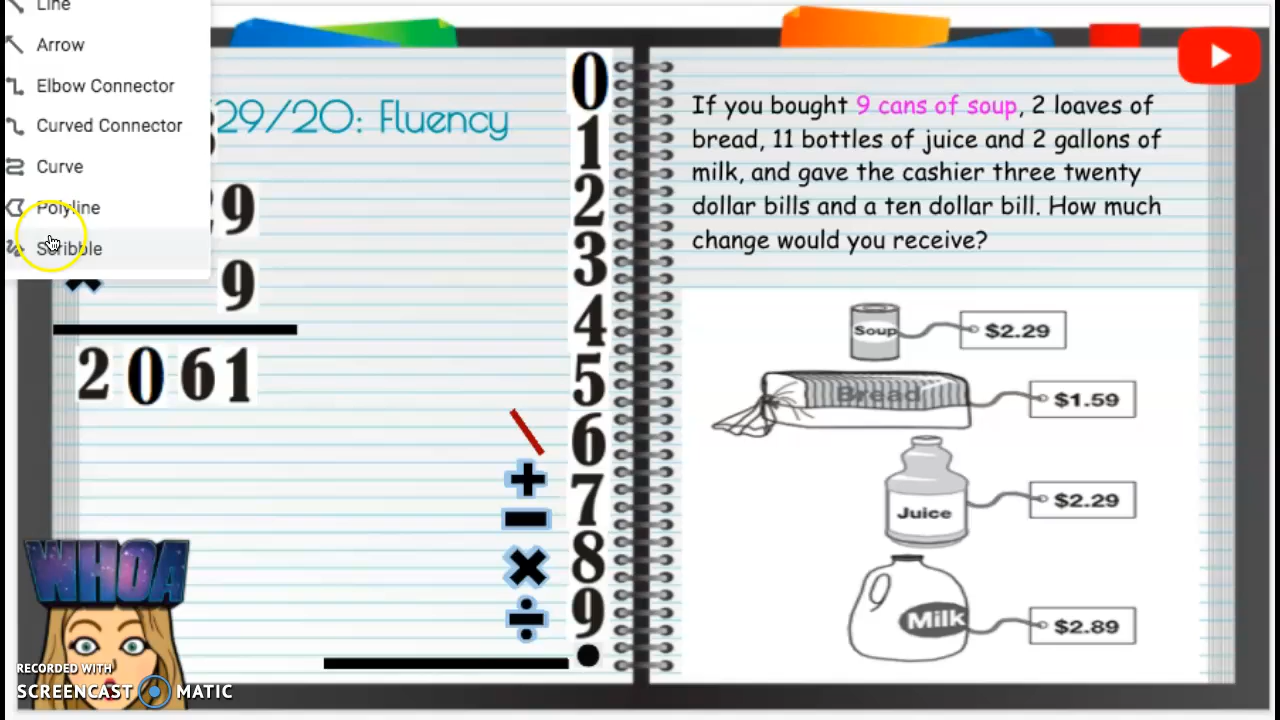 Line
Arrow
Elbow Connector
Curved Connector
Curve
Polyline
Scribble
29/20: Fluency
9
× 9
2061
0
1
2
3
4
5
6
7
8
9
.
+
−
×
÷
WHOA
RECORDED WITH
SCREENCAST MATIC
If you bought 9 cans of soup, 2 loaves of
bread, 11 bottles of juice and 2 gallons of
milk, and gave the cashier three twenty
dollar bills and a ten dollar bill. How much
change would you receive?
Soup $2.29
Bread $1.59
Juice $2.29
Milk $2.89